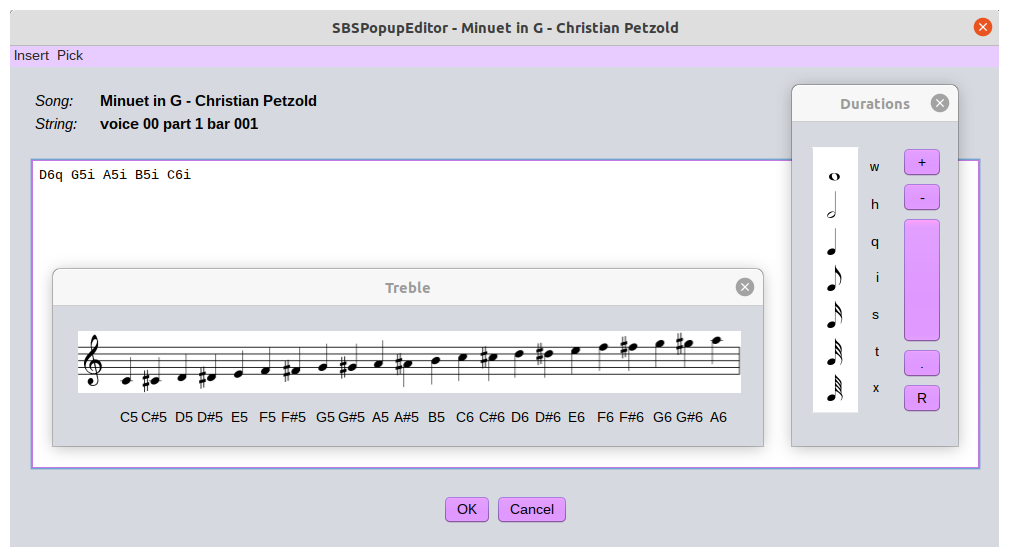 SBSPopupEditor - Minuet in G - Christian Petzold
Insert Pick
Song: Minuet in G - Christian Petzold
String: voice 00 part 1 bar 001
D6q G5i A5i B5i C6i
Durations
w +
h -
q
i
s
t .
x R
Treble
C5 C#5 D5 D#5 E5 F5 F#5 G5 G#5 A5 A#5 B5 C6 C#6 D6 D#6 E6 F6 F#6 G6 G#6 A6
OK Cancel